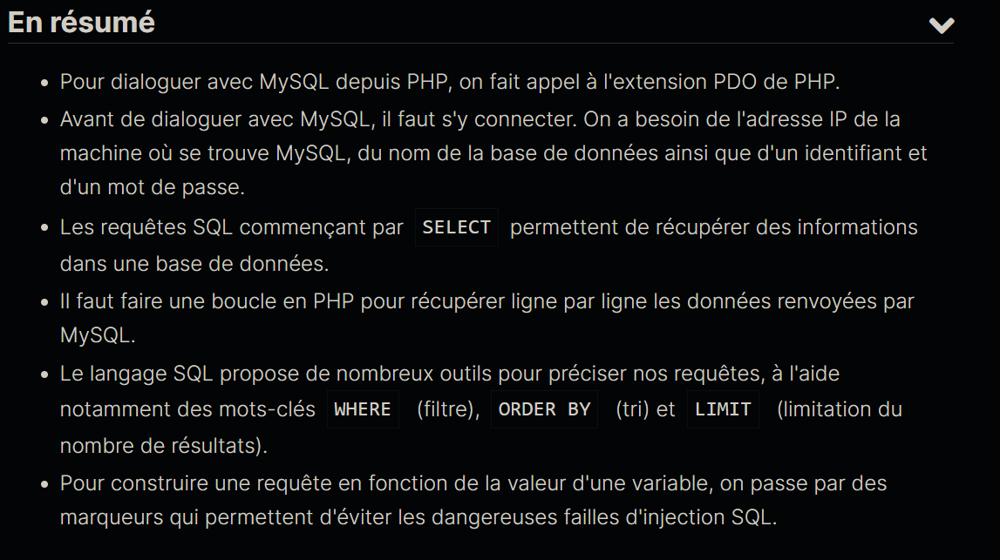 En résumé
• Pour dialoguer avec MySQL depuis PHP, on fait appel à l'extension PDO de PHP.
• Avant de dialoguer avec MySQL, il faut s'y connecter. On a besoin de l'adresse IP de la
machine où se trouve MySQL, du nom de la base de données ainsi que d'un identifiant et
d'un mot de passe.
• Les requêtes SQL commençant par SELECT permettent de récupérer des informations
dans une base de données.
• Il faut faire une boucle en PHP pour récupérer ligne par ligne les données renvoyées par
MySQL.
• Le langage SQL propose de nombreux outils pour préciser nos requêtes, à l'aide
notamment des mots-clés WHERE (filtre), ORDER BY (tri) et LIMIT (limitation du
nombre de résultats).
• Pour construire une requête en fonction de la valeur d'une variable, on passe par des
marqueurs qui permettent d'éviter les dangereuses failles d'injection SQL.